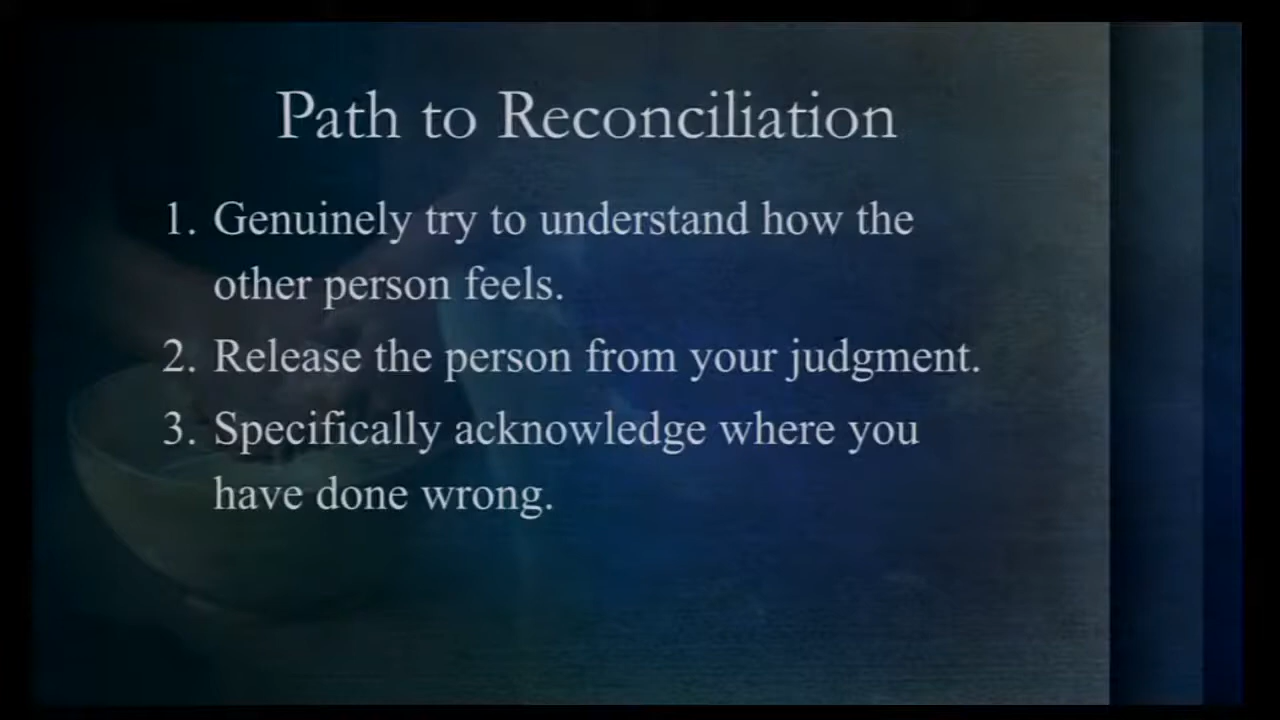 Path to Reconciliation
1. Genuinely try to understand how the
other person feels.
2. Release the person from your judgment.
3. Specifically acknowledge where you
have done wrong.